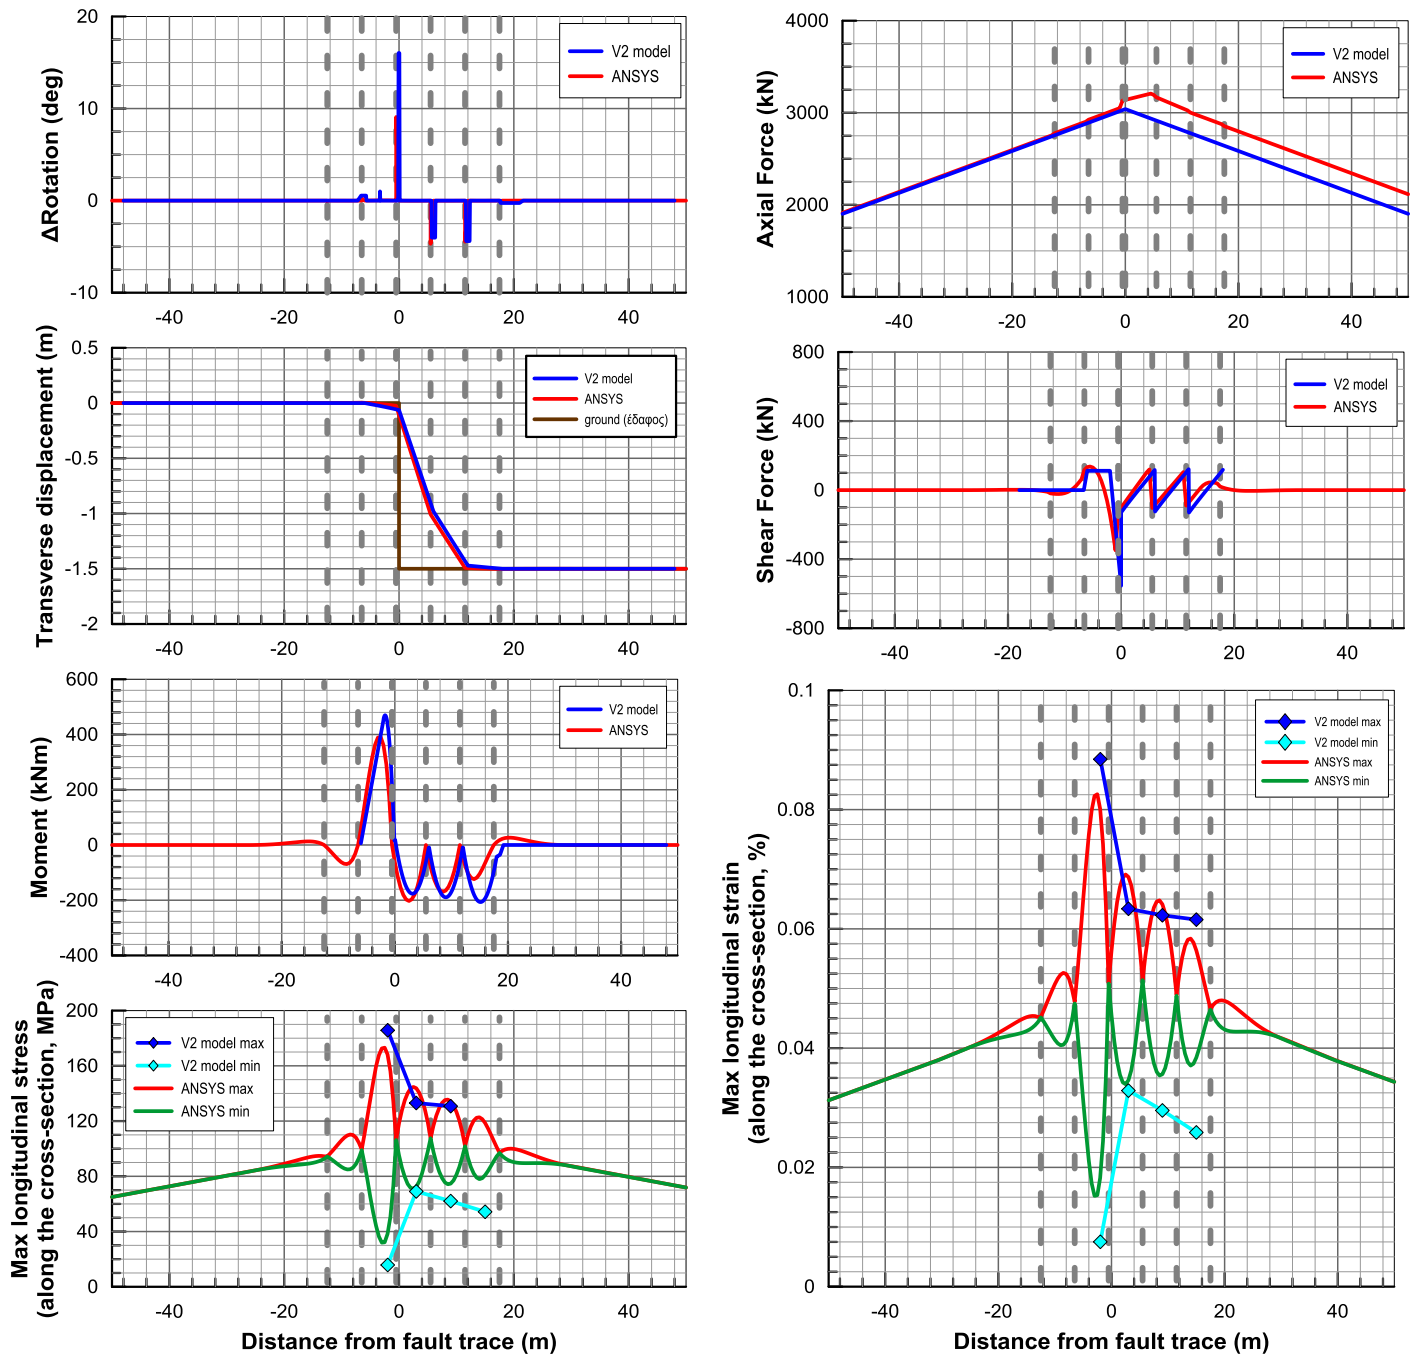 ΔRotation (deg)
20
10
0
-10
-40
-20
0
20
40
V2 model
ANSYS
Axial Force (kN)
4000
3000
2000
1000
-40
-20
0
20
40
V2 model
ANSYS
Transverse displacement (m)
0.5
0
-0.5
-1
-1.5
-2
-40
-20
0
20
40
V2 model
ANSYS
ground (έδαφος)
Shear Force (kN)
800
400
0
-400
-800
-40
-20
0
20
40
V2 model
ANSYS
Moment (kNm)
600
400
200
0
-200
-400
-40
-20
0
20
40
V2 model
ANSYS
Max longitudinal stress
(along the cross-section, MPa)
200
160
120
80
40
0
-40
-20
0
20
40
V2 model max
V2 model min
ANSYS max
ANSYS min
Distance from fault trace (m)
Max longitudinal strain
(along the cross-section, %)
0.1
0.08
0.06
0.04
0.02
0
-40
-20
0
20
40
V2 model max
V2 model min
ANSYS max
ANSYS min
Distance from fault trace (m)